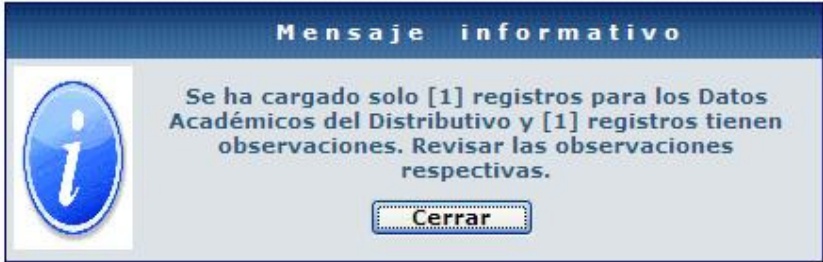 Mensaje informativo
Se ha cargado solo [1] registros para los Datos
Académicos del Distributivo y [1] registros tienen
observaciones. Revisar las observaciones
respectivas.
Cerrar